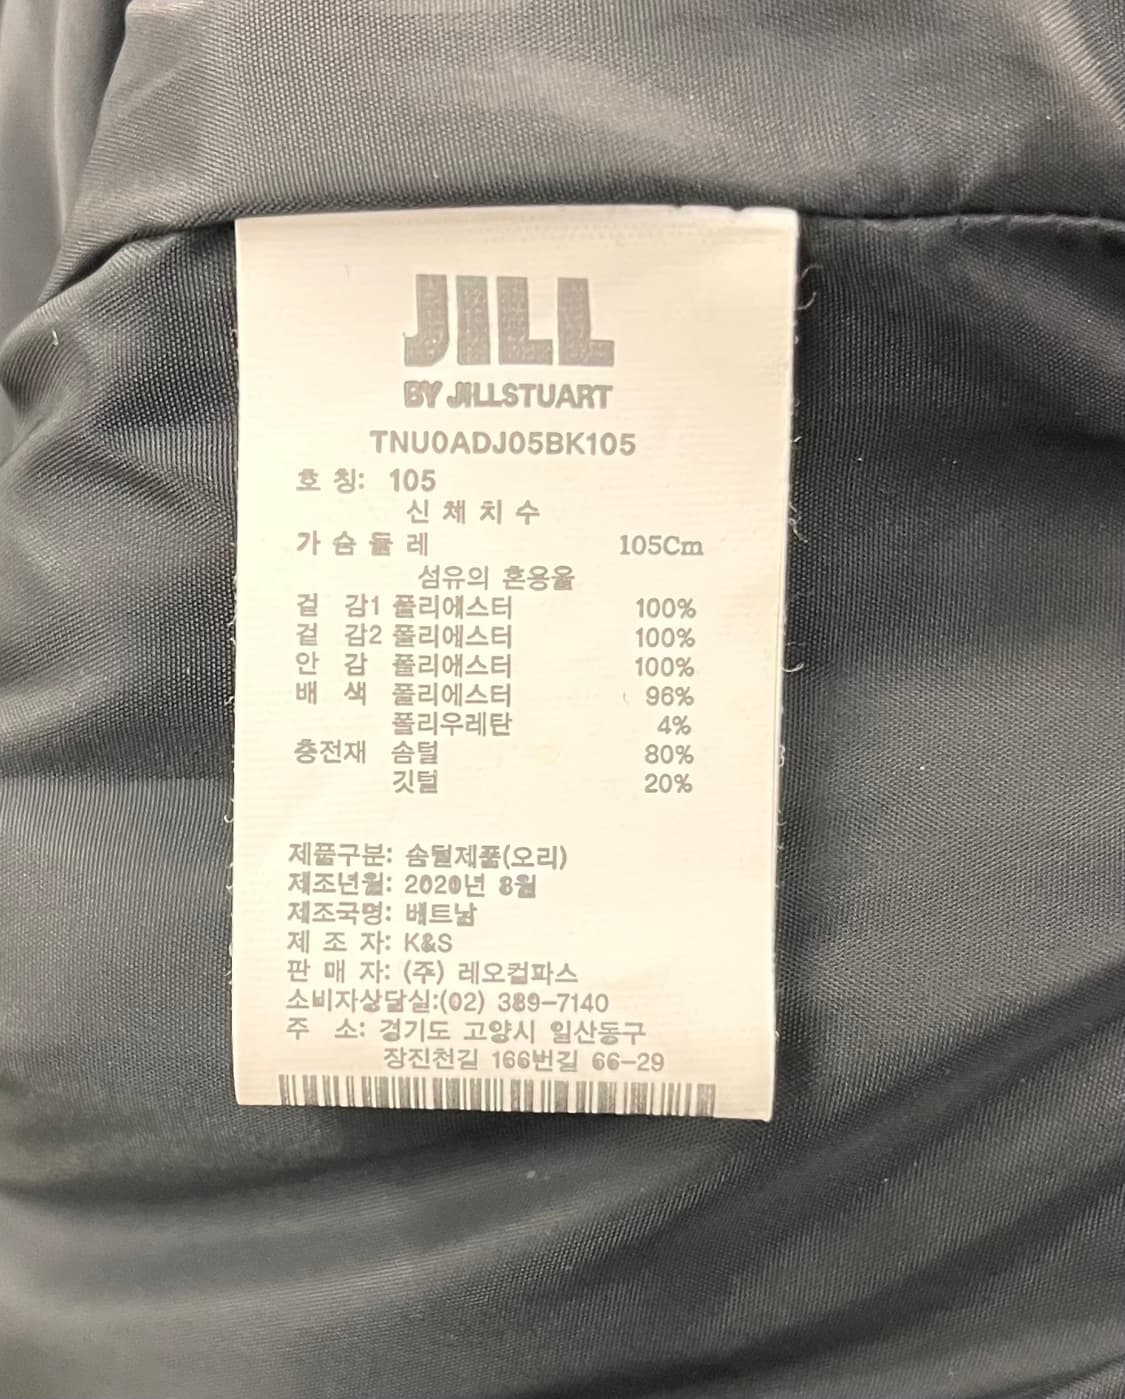 JILL
BY JILLSTUART
TNU0ADJ05BK105
호 칭: 105
신 체 치 수
가 슴 둘 레 105Cm
섬유의 혼용율
겉 감1 폴리에스터 100%
겉 감2 폴리에스터 100%
안 감 폴리에스터 100%
배 색 폴리에스터 96%
폴리우레탄 4%
충전재 솜털 80%
깃털 20%
제품구분: 솜털제품(오리)
제조년월: 2020년 8월
제조국명: 베트남
제 조 자: K&S
판 매 자: (주) 레오컬파스
소비자상담실:(02) 389-7140
주 소: 경기도 고양시 일산동구
장진천길 166번길 66-29